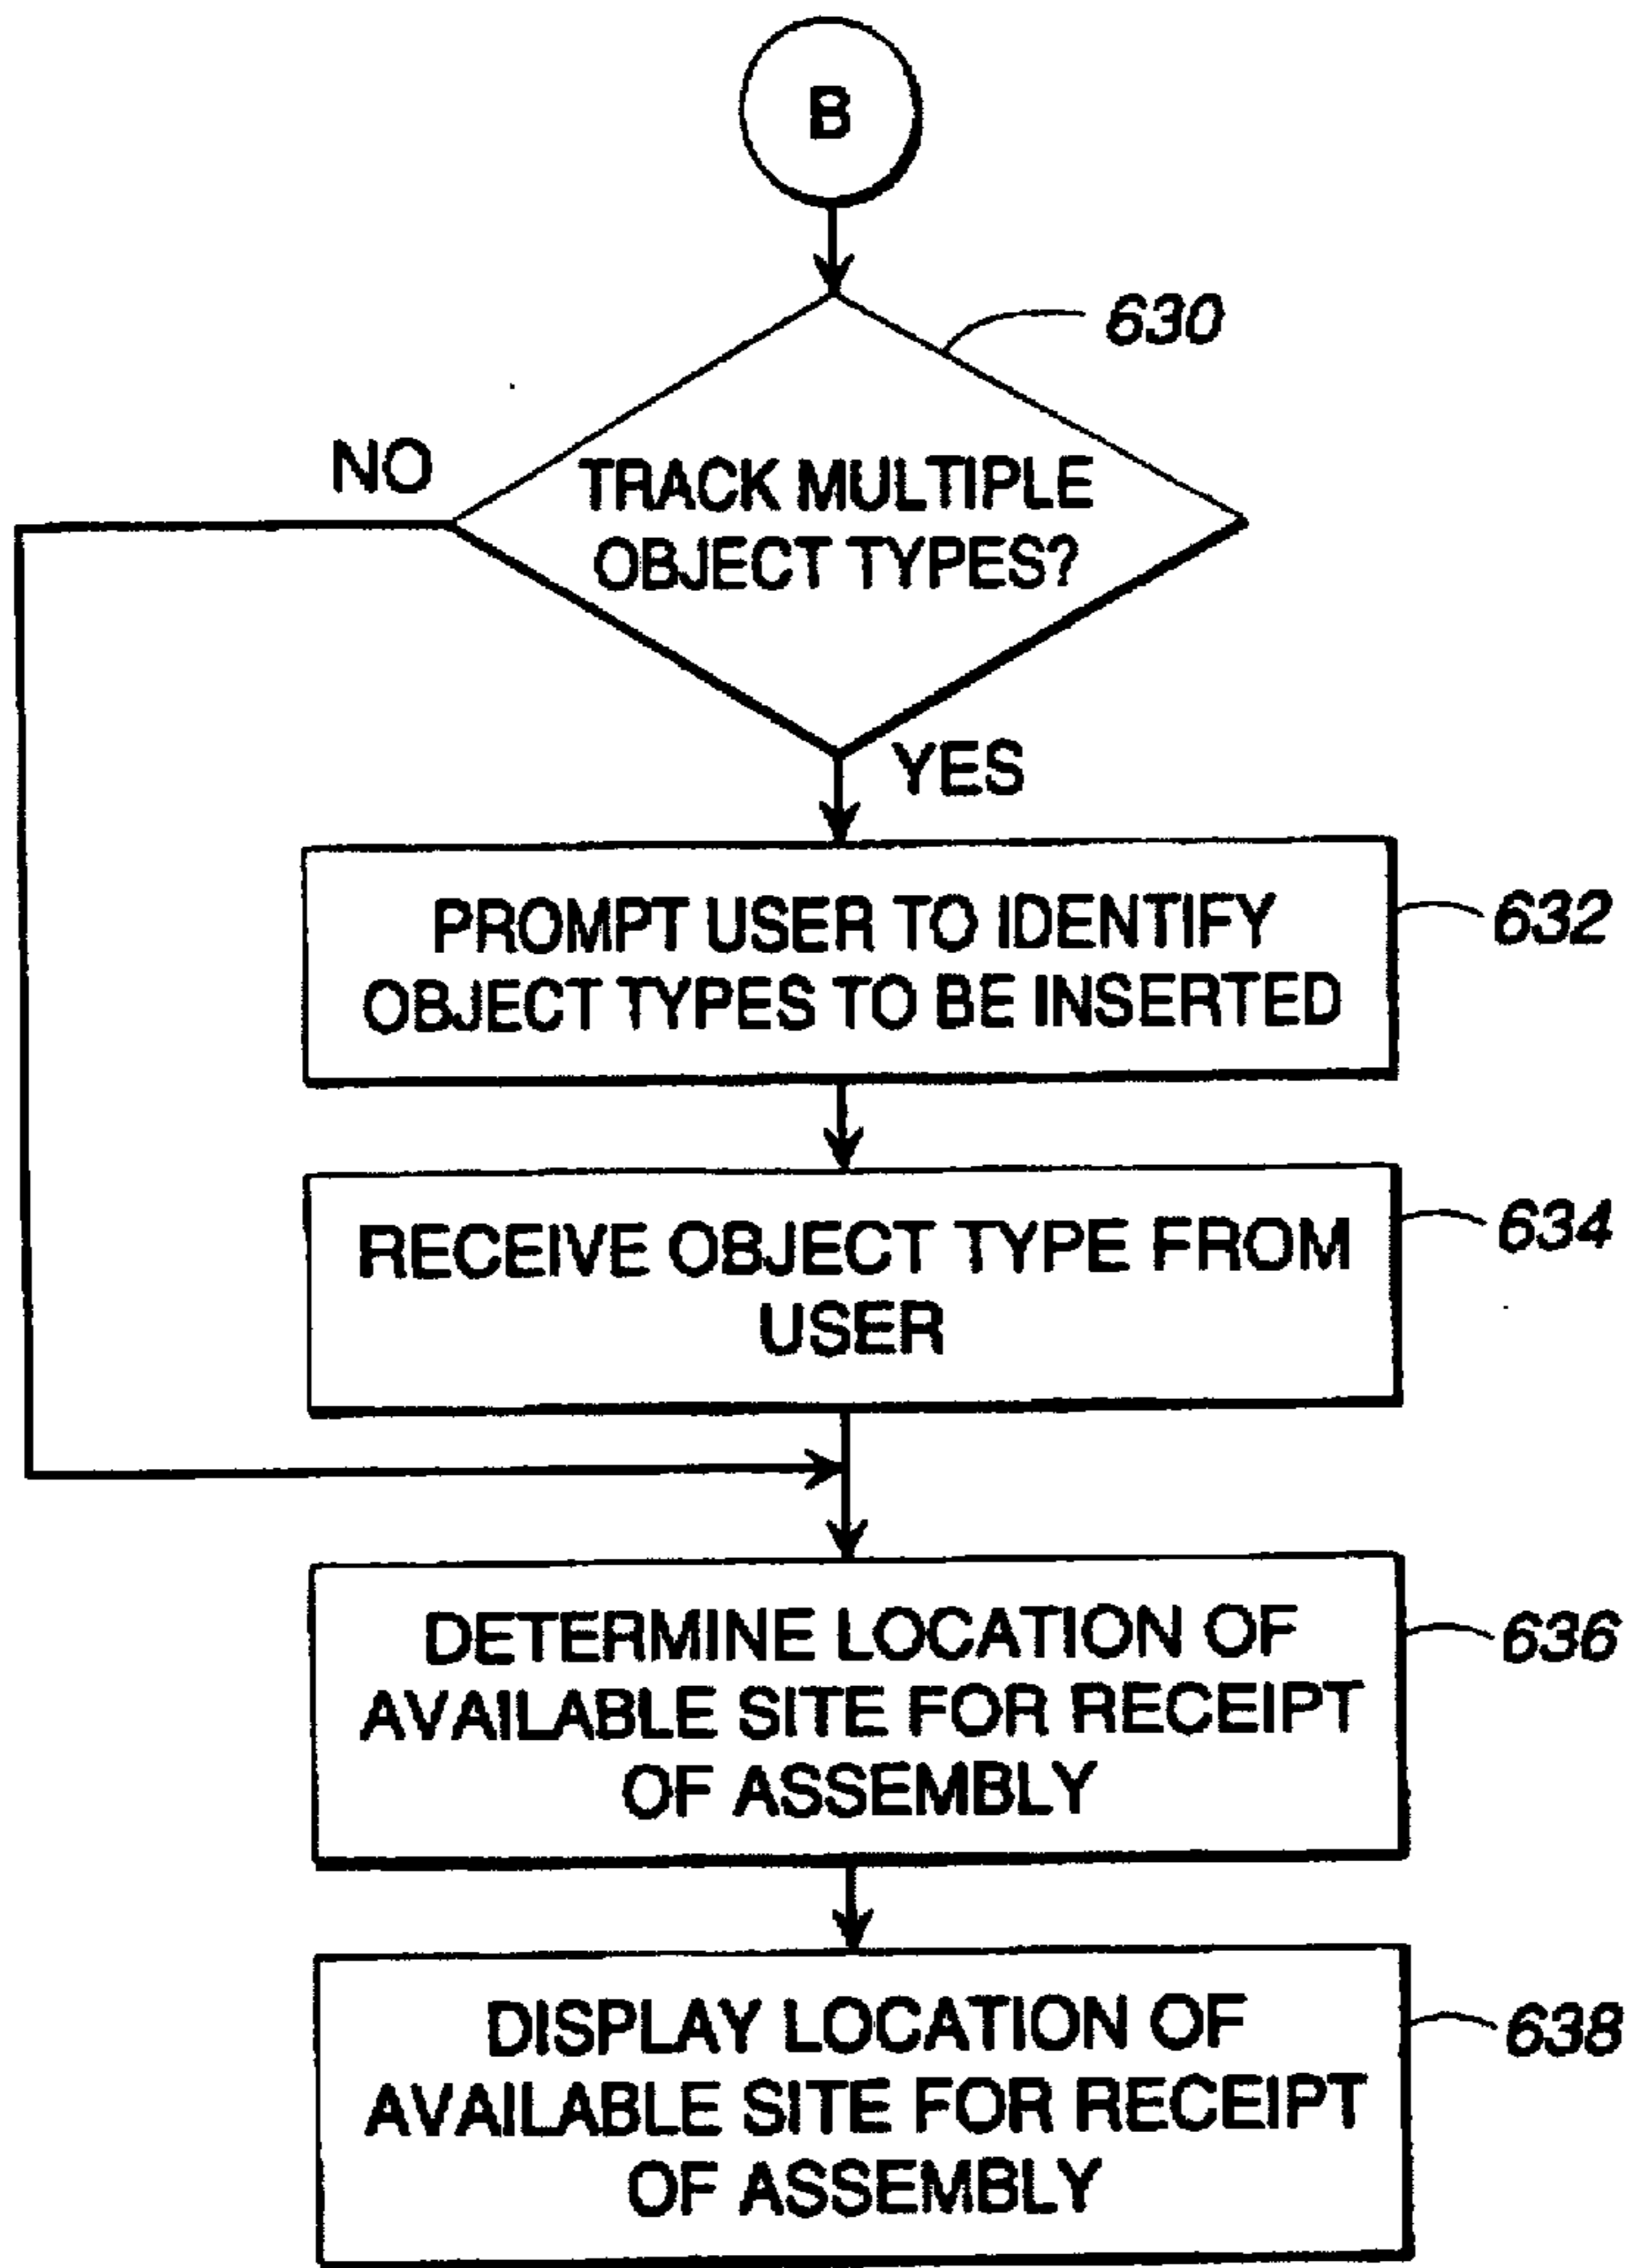 B
630
NO
TRACK MULTIPLE
OBJECT TYPES?
YES
PROMPT USER TO IDENTIFY
OBJECT TYPES TO BE INSERTED
632
RECEIVE OBJECT TYPE FROM
USER
634
DETERMINE LOCATION OF
AVAILABLE SITE FOR RECEIPT
OF ASSEMBLY
636
DISPLAY LOCATION OF
AVAILABLE SITE FOR RECEIPT
OF ASSEMBLY
638